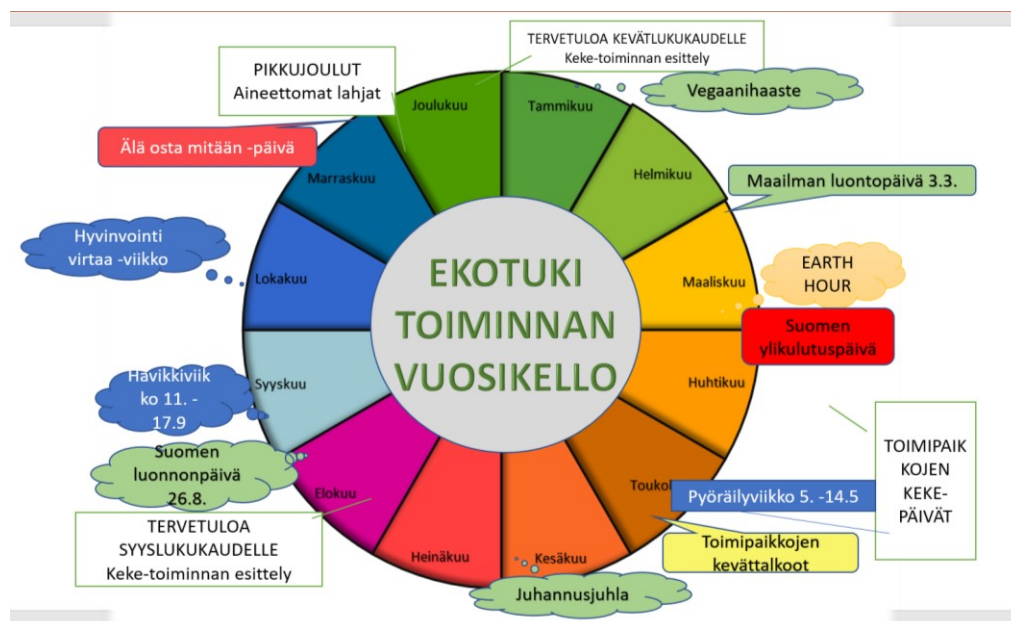 TERVETULOA KEVÄTLUKUKAUDELLE
Keke-toiminnan esittely
PIKKUJOULUT
Aineettomat lahjat
Vegaanihaaste
Joulukuu
Tammikuu
Älä osta mitään -päivä
Marraskuu
Helmikuu
Maailman luontopäivä 3.3.
Hyvinvointi
virtaa -viikko
Lokakuu
Maaliskuu
EARTH
HOUR
EKOTUKI
TOIMINNAN
VUOSIKELLO
Suomen
ylikulutuspäivä
Hävikkiviik
ko 11. -
17.9
Syyskuu
Huhtikuu
Suomen
luonnonpäivä
26.8.
Elokuu
TOIMIPAIK
KOJEN
KEKE-
PÄIVÄT
Pyöräilyviikko 5. -14.5
TERVETULOA
SYYSLUKUKAUDELLE
Keke-toiminnan esittely
Heinäkuu
Kesäkuu
Toimipaikkojen
kevättalkoot
Juhannusjuhla